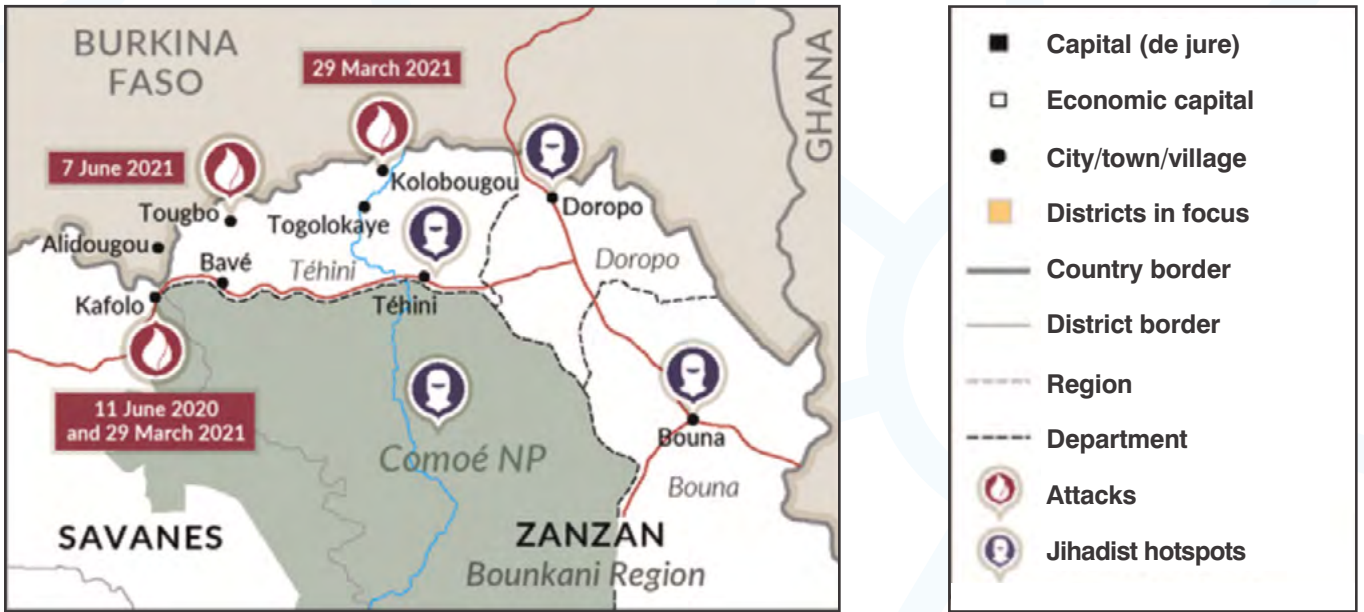 BURKINA
FASO
GHANA
29 March 2021
7 June 2021
Kolobougou
Tougbo
Togolokaye
Doropo
Alidougou
Bavé
Téhini
Doropo
Kafolo
Téhini
11 June 2020
and 29 March 2021
Bouna
Comoé NP
Bouna
SAVANES
ZANZAN
Bounkani Region
Capital (de jure)
Economic capital
City/town/village
Districts in focus
Country border
District border
Region
Department
Attacks
Jihadist hotspots